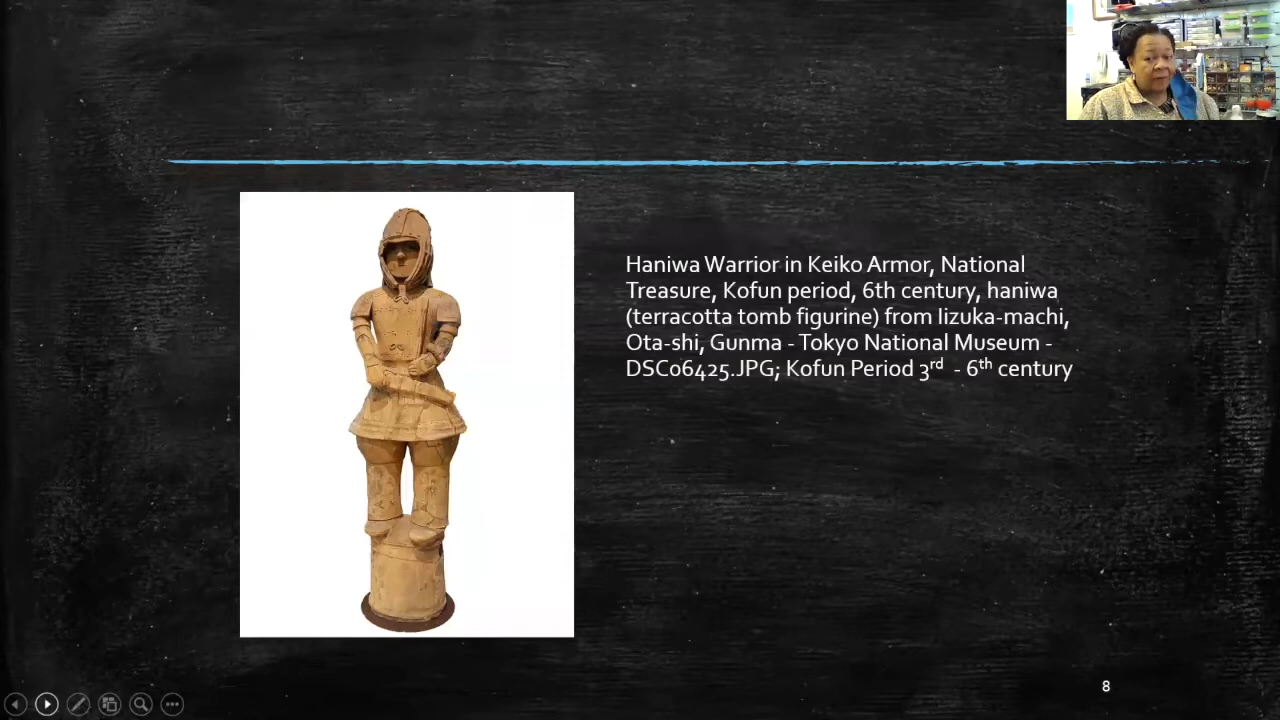 Haniwa Warrior in Keiko Armor, National
Treasure, Kofun period, 6th century, haniwa
(terracotta tomb figurine) from Iizuka-machi,
Ota-shi, Gunma - Tokyo National Museum -
DSC06425.JPG; Kofun Period 3rd - 6th century
8